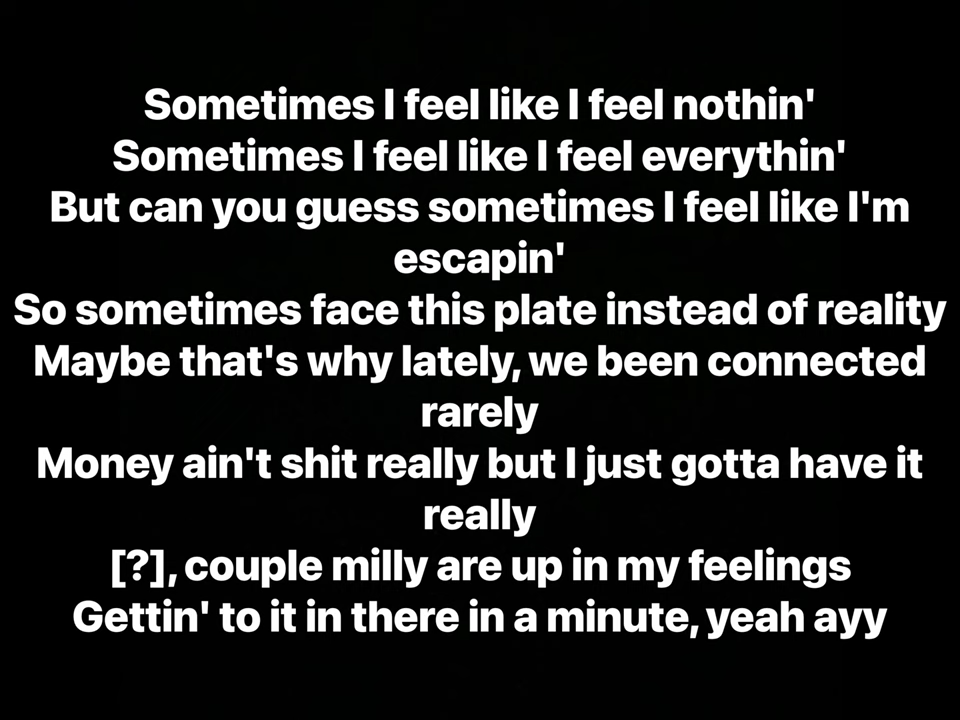 Sometimes I feel like I feel nothin'
Sometimes I feel like I feel everythin'
But can you guess sometimes I feel like I'm
escapin'
So sometimes face this plate instead of reality
Maybe that's why lately, we been connected
rarely
Money ain't shit really but I just gotta have it
really
[?], couple milly are up in my feelings
Gettin' to it in there in a minute, yeah ayy